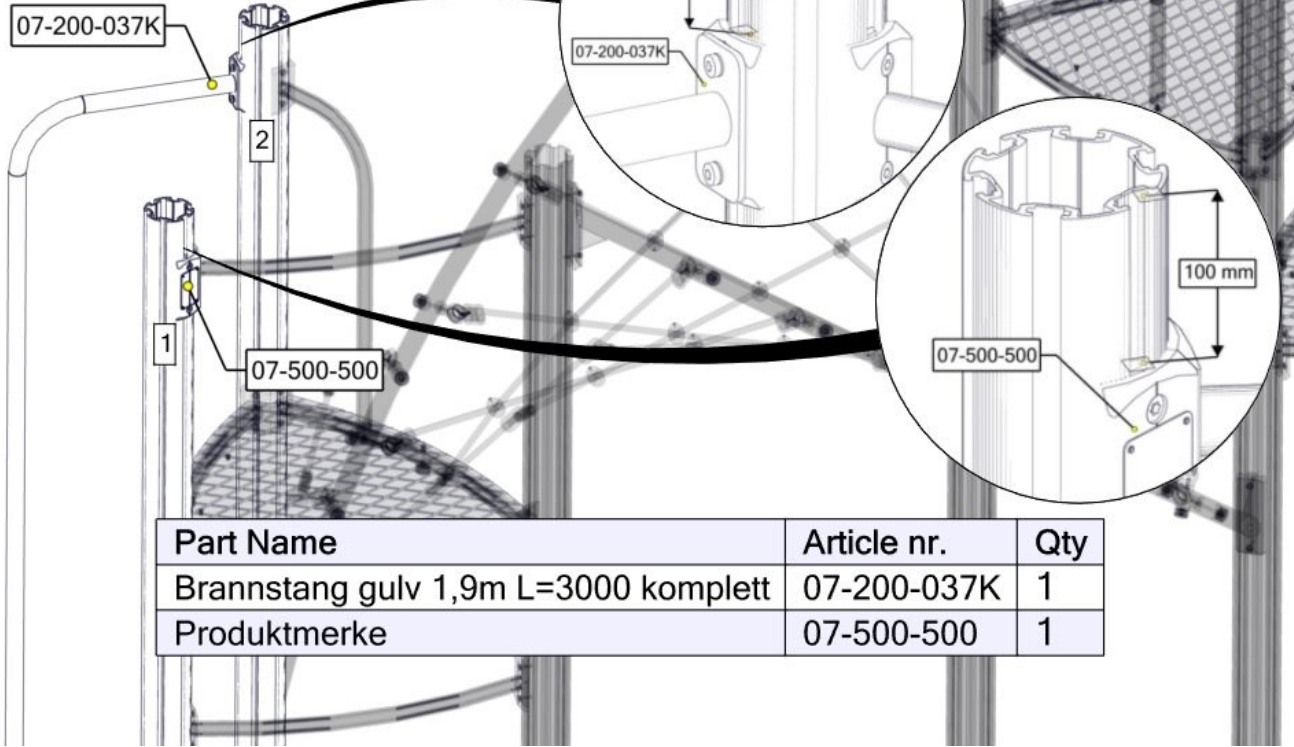 07-200-037K
07-200-037K
2
100 mm
1
07-500-500
07-500-500
Part Name Article nr. Qty
Brannstang gulv 1,9m L=3000 komplett 07-200-037K 1
Produktmerke 07-500-500 1